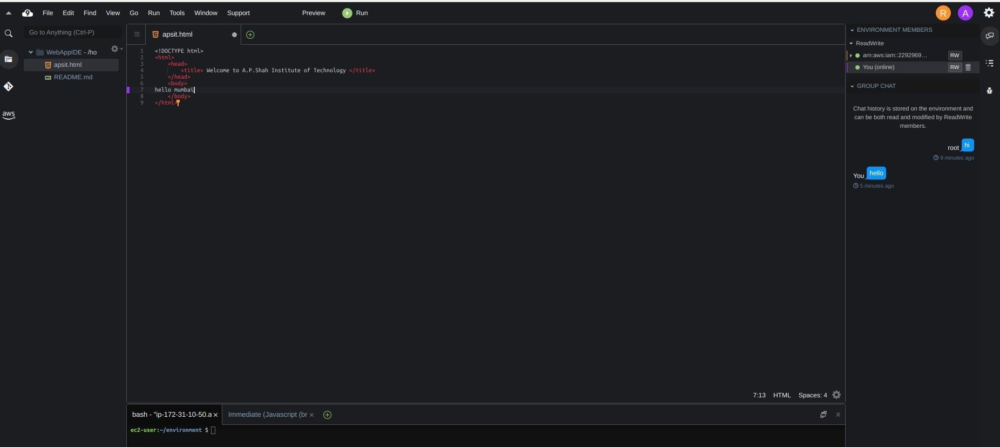 File Edit Find View Go Run Tools Window Support Preview Run R A
Go to Anything (Ctrl-P)
WebAppIDE - /ho
apsit.html
README.md
aws
apsit.html
1 <!DOCTYPE html>
2 <html>
3 <head>
4 <title> Welcome to A.P.Shah Institute of Technology </title>
5 </head>
6 <body>
7 hello mumbai
8 </body>
9 </html>
7:13 HTML Spaces: 4
bash - "ip-172-31-10-50.a × Immediate (Javascript (br ×
ec2-user:~/environment $
ENVIRONMENT MEMBERS
ReadWrite
arn:aws:iam::2292969... RW
You (online) RW
GROUP CHAT
Chat history is stored on the environment and
can be both read and modified by ReadWrite
members.
root hi
9 minutes ago
You hello
5 minutes ago